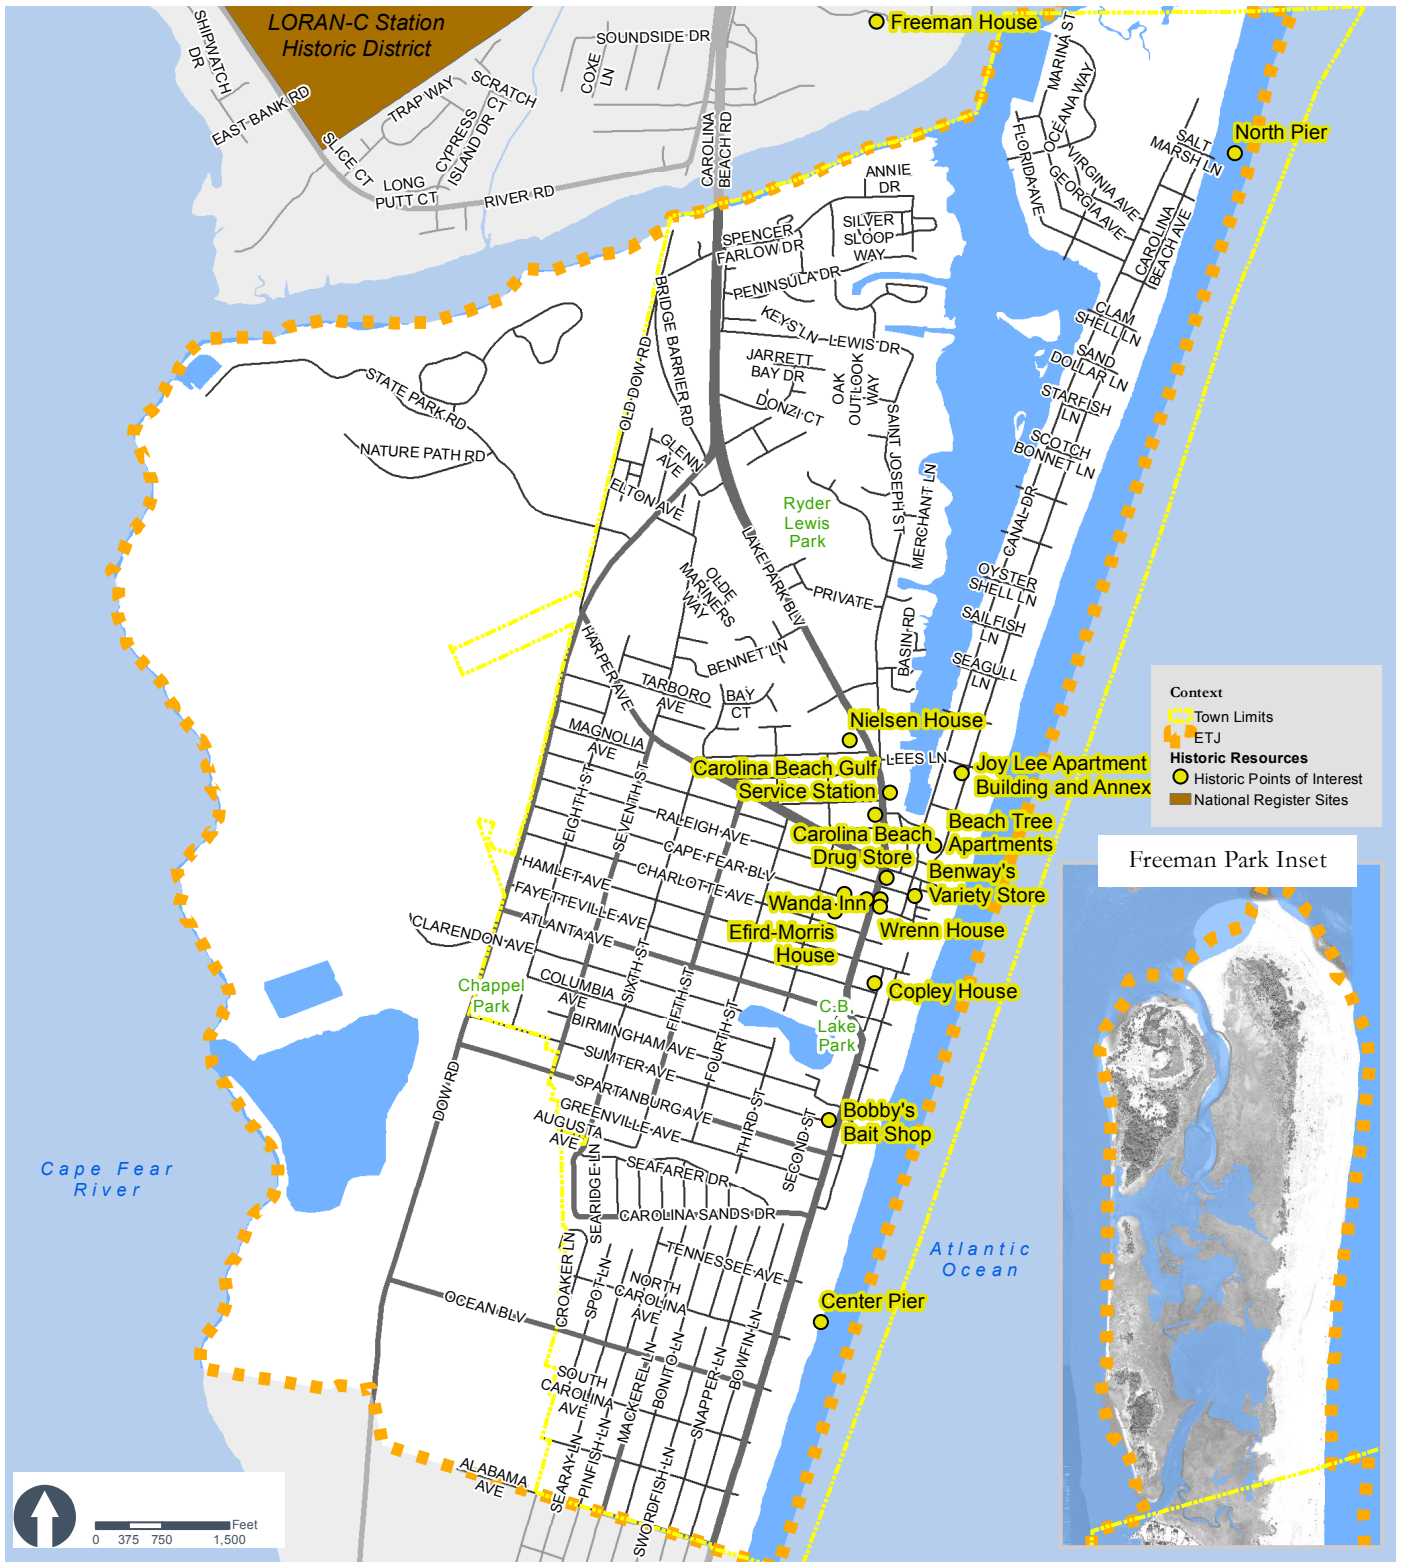 LORAN-C Station
Historic District
Freeman House
SHIPWATCH
DR
SOUNDSIDE DR
COXE
LN
MARINA ST
EAST BANK RD
TRAP WAY
SCRATCH
CT
CYPRESS
ISLAND DR
SLICE CT
LONG
PUTT CT
RIVER RD
CAROLINA
BEACH RD
OCEANA WAY
FLORIDA AVE
VIRGINIA AVE
GEORGIA AVE
SALT
MARSH LN
North Pier
CAROLINA
BEACH AVE
ANNIE
DR
SILVER
SLOOP
WAY
SPENCER
FARLOW DR
PENINSULA DR
KEYS LN
LEWIS DR
JARRETT
BAY DR
OAK
OUTLOOK
WAY
DONZI CT
BRIDGE BARRIER RD
OLD DOW RD
CLAM
SHELL LN
SAND
DOLLAR LN
STARFISH
LN
SCOTCH
BONNET LN
STATE PARK RD
NATURE PATH RD
GLENN
AVE
ELTON AVE
SAINT JOSEPH ST
MERCHANT LN
CANAL DR
Ryder
Lewis
Park
LAKE PARK BLV
OLDE
MARINERS
WAY
PRIVATE
OYSTER
SHELL LN
SAILFISH
LN
SEAGULL
LN
BASIN RD
HARPER AVE
BENNET LN
TARBORO
AVE
BAY
CT
MAGNOLIA
AVE
Nielsen House
LEES LN
Carolina Beach Gulf
Service Station
Joy Lee Apartment
Building and Annex
EIGHTH ST
SEVENTH ST
RALEIGH AVE
CAPE FEAR BLV
CHARLOTTE AVE
Carolina Beach
Drug Store
Beach Tree
Apartments
Benway's
Variety Store
HAMLET AVE
FAYETTEVILLE AVE
ATLANTA AVE
CLARENDON AVE
Wanda Inn
Efird-Morris
House
Wrenn House
Copley House
Chappel
Park
COLUMBIA
AVE
SIXTH ST
FIFTH ST
FOURTH ST
C.B.
Lake
Park
BIRMINGHAM AVE
SUMTER AVE
SPARTANBURG AVE
GREENVILLE AVE
AUGUSTA
AVE
THIRD ST
SECOND ST
Bobby's
Bait Shop
DOW RD
SEARIDGE LN
SEAFARER DR
CAROLINA SANDS DR
Cape Fear
River
Atlantic
Ocean
CROAKER LN
SPOT LN
TENNESSEE AVE
NORTH
CAROLINA
AVE
Center Pier
OCEAN BLV
SOUTH
CAROLINA
AVE
MACKEREL LN
BONITO LN
SNAPPER LN
BOWFIN LN
ALABAMA
AVE
SEARAY LN
PINFISH LN
SWORDFISH LN
Context
Town Limits
ETJ
Historic Resources
Historic Points of Interest
National Register Sites
Freeman Park Inset
Feet
0 375 750 1,500